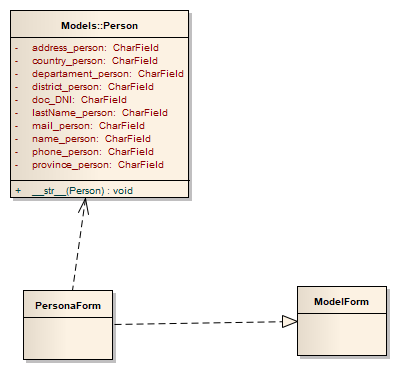 Models::Person
- address_person: CharField
- country_person: CharField
- departament_person: CharField
- district_person: CharField
- doc_DNI: CharField
- lastName_person: CharField
- mail_person: CharField
- name_person: CharField
- phone_person: CharField
- province_person: CharField
+ __str__(Person) : void
PersonaForm
ModelForm